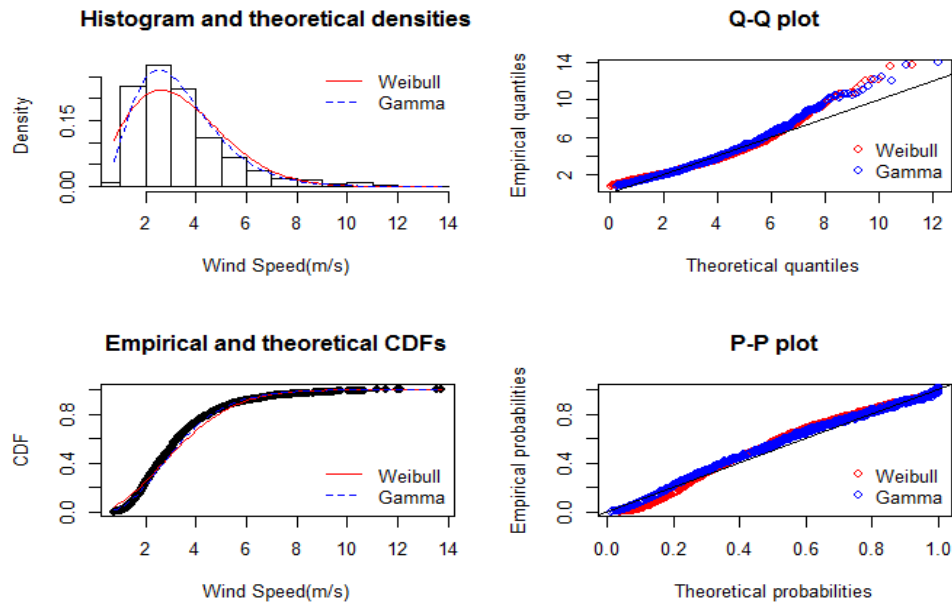 Histogram and theoretical densities
Density
0.00
0.15
Weibull
Gamma
2 4 6 8 10 12 14
Wind Speed(m/s)
Q-Q plot
Empirical quantiles
2 6 10 14
Weibull
Gamma
0 2 4 6 8 10 12
Theoretical quantiles
Empirical and theoretical CDFs
CDF
0.0 0.4 0.8
Weibull
Gamma
2 4 6 8 10 12 14
Wind Speed(m/s)
P-P plot
Empirical probabilities
0.0 0.4 0.8
Weibull
Gamma
0.0 0.2 0.4 0.6 0.8 1.0
Theoretical probabilities